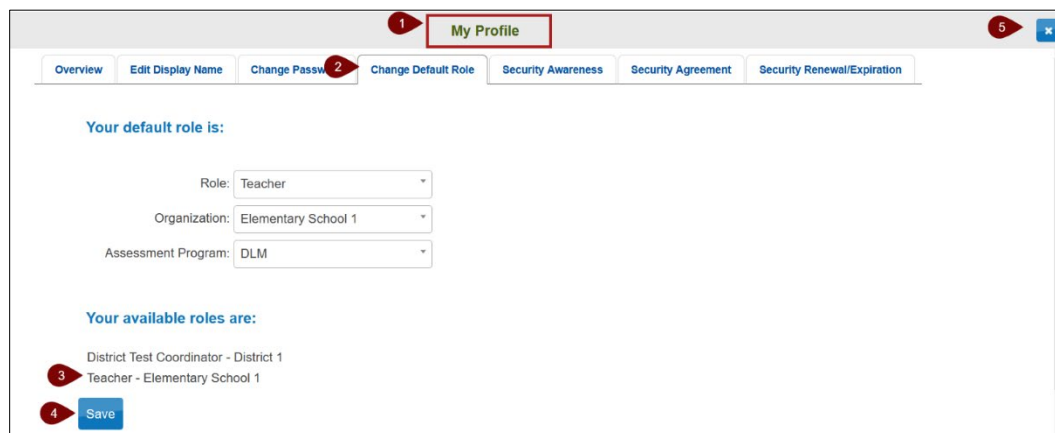 1 My Profile 5 ×
Overview Edit Display Name Change Passw 2 Change Default Role Security Awareness Security Agreement Security Renewal/Expiration
Your default role is:
Role: Teacher
Organization: Elementary School 1
Assessment Program: DLM
Your available roles are:
District Test Coordinator - District 1
3 Teacher - Elementary School 1
4 Save